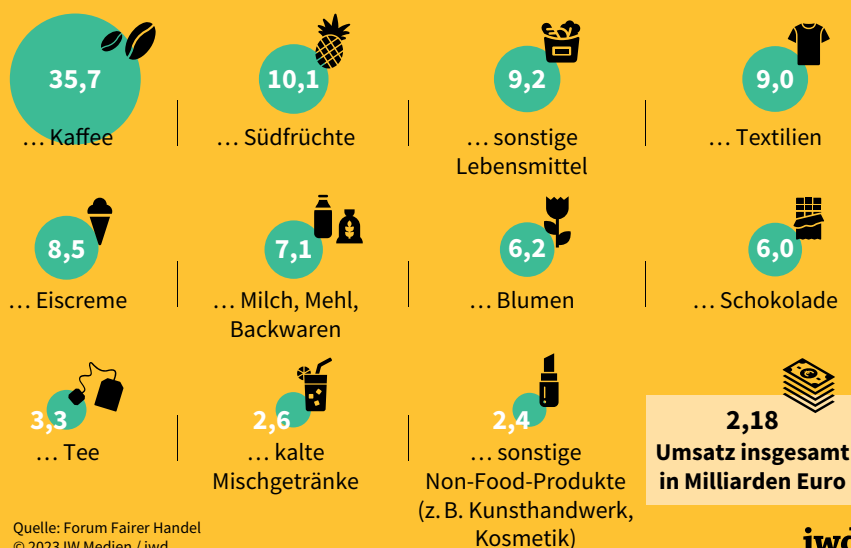 35,7
… Kaffee
10,1
… Südfrüchte
9,2
… sonstige
Lebensmittel
9,0
… Textilien
8,5
… Eiscreme
7,1
… Milch, Mehl,
Backwaren
6,2
… Blumen
6,0
… Schokolade
3,3
… Tee
2,6
… kalte
Mischgetränke
2,4
… sonstige
Non-Food-Produkte
(z. B. Kunsthandwerk,
Kosmetik)
2,18
Umsatz insgesamt
in Milliarden Euro
Quelle: Forum Fairer Handel
© 2023 IW Medien / iwd
iwd